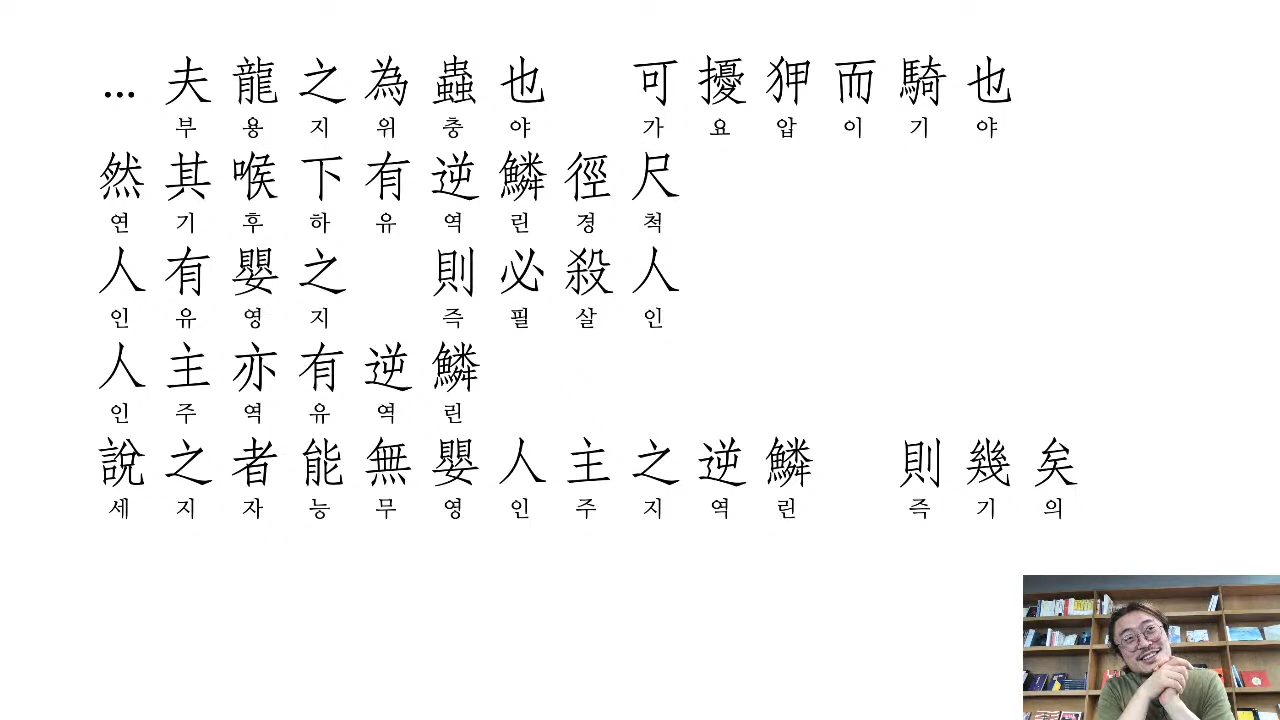 ... 夫龍之為蟲也 可擾狎而騎也
부 용 지 위 충 야 가 요 압 이 기 야
然其喉下有逆鱗徑尺
연 기 후 하 유 역 린 경 척
人有嬰之 則必殺人
인 유 영 지 즉 필 살 인
人主亦有逆鱗
인 주 역 유 역 린
說之者能無嬰人主之逆鱗 則幾矣
세 지 자 능 무 영 인 주 지 역 린 즉 기 의